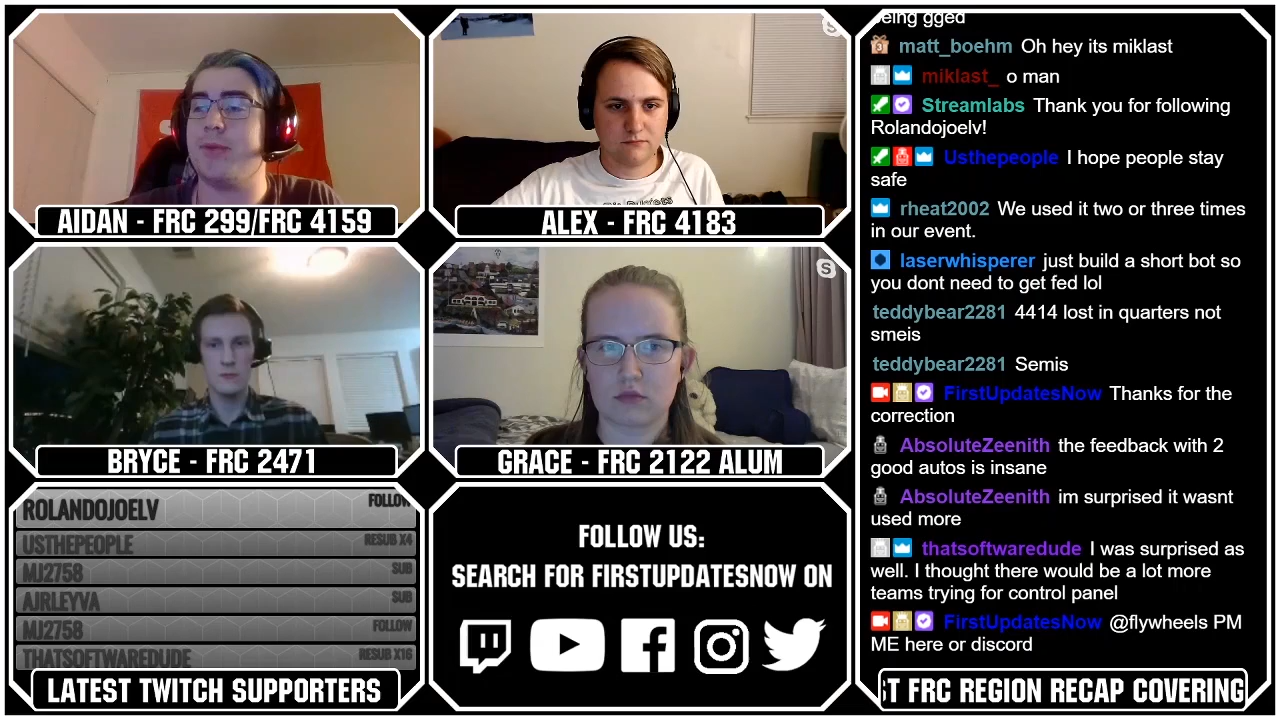 AIDAN - FRC 299/FRC 4159
ALEX - FRC 4183
BRYCE - FRC 2471
GRACE - FRC 2122 ALUM
ROLANDOJOELV FOLLOW
USTHEPEOPLE RESUB X4
MJ2758 SUB
AJRLEYVA SUB
MJ2758 FOLLOW
THATSOFTWAREDUDE RESUB X16
LATEST TWITCH SUPPORTERS
FOLLOW US:
SEARCH FOR FIRSTUPDATESNOW ON
being gged
matt_boehm Oh hey its miklast
miklast_ o man
Streamlabs Thank you for following
Rolandojoelv!
Usthepeople I hope people stay
safe
rheat2002 We used it two or three times
in our event.
laserwhisperer just build a short bot so
you dont need to get fed lol
teddybear2281 4414 lost in quarters not
smeis
teddybear2281 Semis
FirstUpdatesNow Thanks for the
correction
AbsoluteZeenith the feedback with 2
good autos is insane
AbsoluteZeenith im surprised it wasnt
used more
thatsoftwaredude I was surprised as
well. I thought there would be a lot more
teams trying for control panel
FirstUpdatesNow @flywheels PM
ME here or discord
T FRC REGION RECAP COVERING